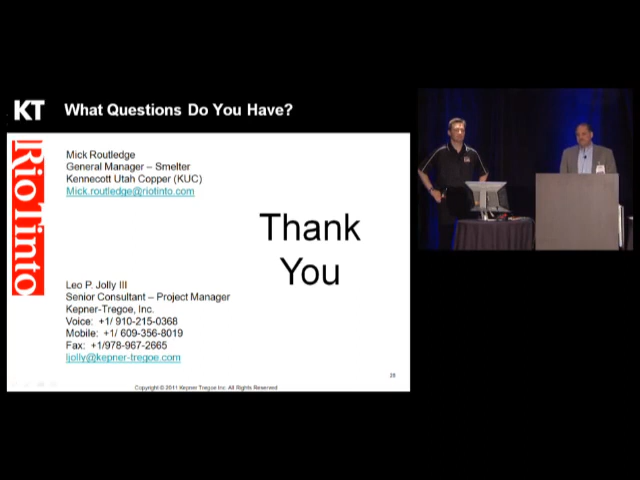 KT
What Questions Do You Have?
Rio Tinto
Mick Routledge
General Manager – Smelter
Kennecott Utah Copper (KUC)
Mick.routledge@riotinto.com
Thank
You
Leo P. Jolly III
Senior Consultant – Project Manager
Kepner-Tregoe, Inc.
Voice: +1/ 910-215-0368
Mobile: +1/ 609-356-8019
Fax: +1/978-967-2665
ljolly@kepner-tregoe.com
28
Copyright © 2011 Kepner Tregoe Inc. All Rights Reserved